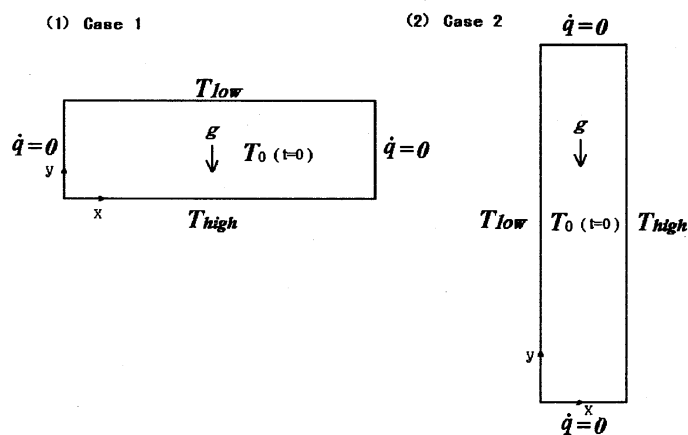 (1) Case 1
T_low
q̇=0
g
T_0 (t=0)
q̇=0
y
x
T_high
(2) Case 2
q̇=0
g
T_low
T_0 (t=0)
T_high
y
x
q̇=0